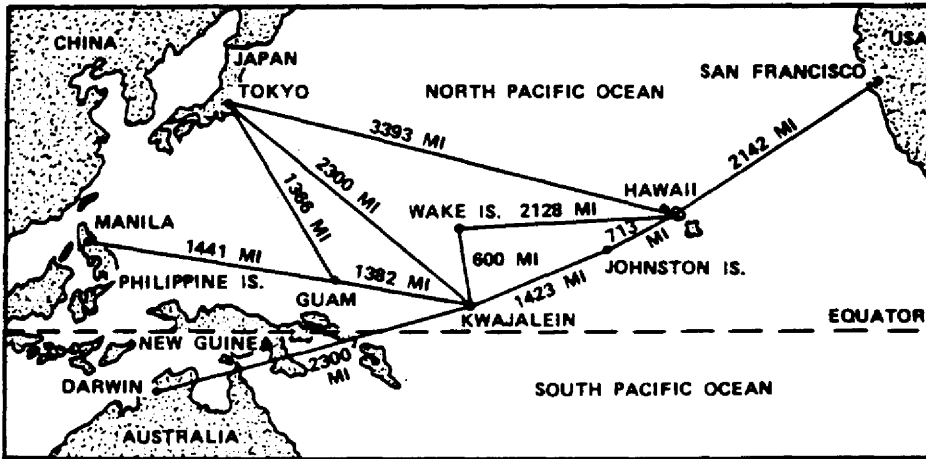 CHINA
USA
JAPAN
SAN FRANCISCO
TOKYO
NORTH PACIFIC OCEAN
3393 MI
2142 MI
2300 MI
HAWAII
1386 MI
WAKE IS.
2128 MI
MANILA
713
MI
1441 MI
600 MI
JOHNSTON IS.
PHILIPPINE IS.
1382 MI
1423 MI
GUAM
KWAJALEIN
EQUATOR
NEW GUINEA
2300
MI
DARWIN
SOUTH PACIFIC OCEAN
AUSTRALIA